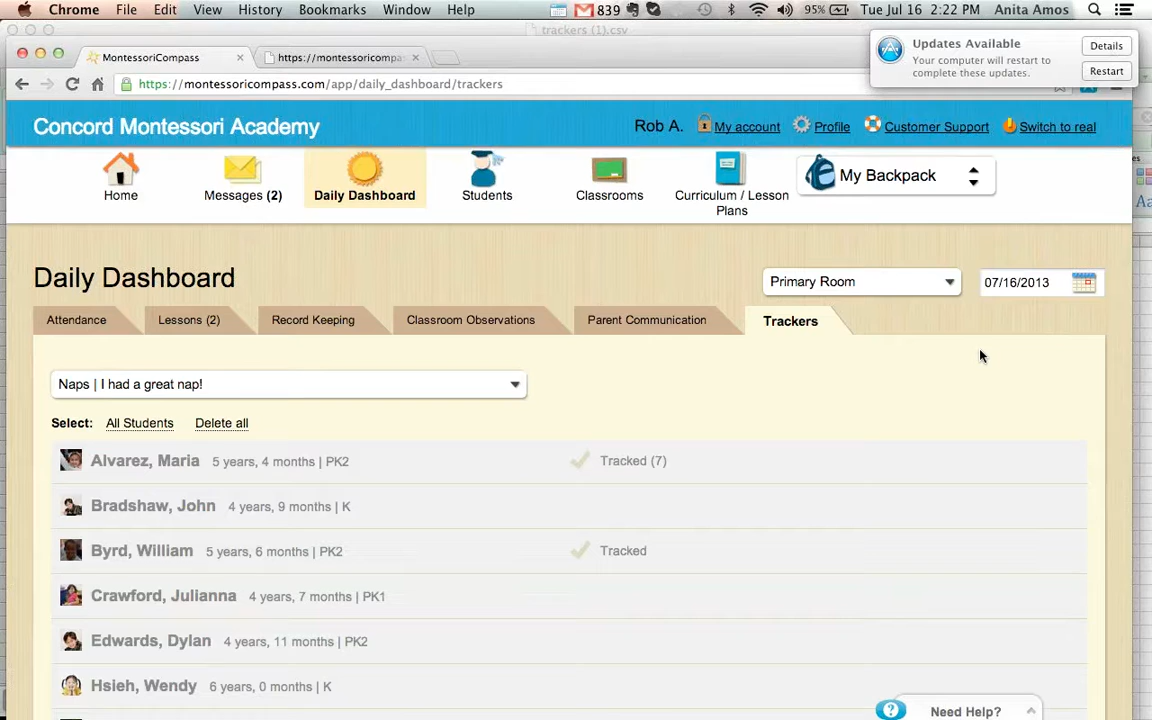 Chrome File Edit View History Bookmarks Window Help 839 95% Tue Jul 16 2:22 PM Anita Amos
trackers (1).csv
MontessoriCompass https://montessoricompa
Updates Available
Your computer will restart to
complete these updates.
Details
Restart
https://montessoricompass.com/app/daily_dashboard/trackers
Concord Montessori Academy
Rob A. My account Profile Customer Support Switch to real
Home Messages (2) Daily Dashboard Students Classrooms Curriculum / Lesson
Plans
My Backpack
Daily Dashboard
Primary Room 07/16/2013
Attendance Lessons (2) Record Keeping Classroom Observations Parent Communication Trackers
Naps | I had a great nap!
Select: All Students Delete all
Alvarez, Maria 5 years, 4 months | PK2 Tracked (7)
Bradshaw, John 4 years, 9 months | K
Byrd, William 5 years, 6 months | PK2 Tracked
Crawford, Julianna 4 years, 7 months | PK1
Edwards, Dylan 4 years, 11 months | PK2
Hsieh, Wendy 6 years, 0 months | K
Need Help?